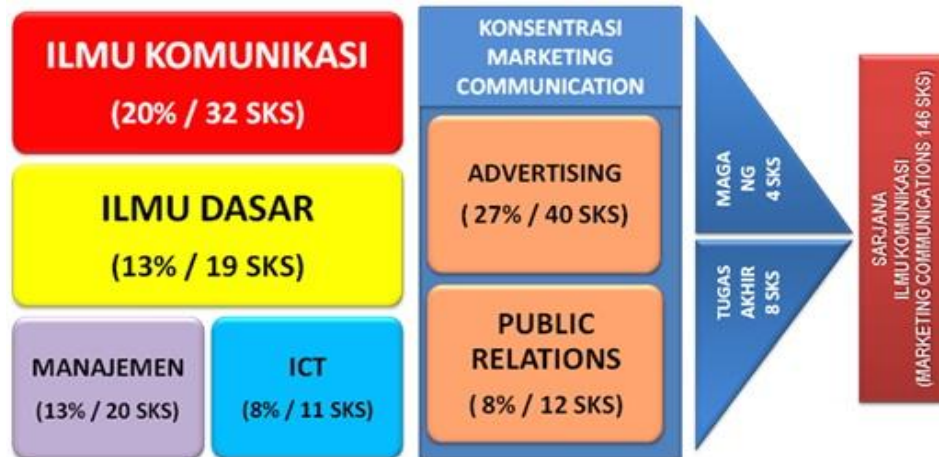 ILMU KOMUNIKASI
(20% / 32 SKS)
ILMU DASAR
(13% / 19 SKS)
MANAJEMEN
(13% / 20 SKS)
ICT
(8% / 11 SKS)
KONSENTRASI
MARKETING
COMMUNICATION
ADVERTISING
( 27% / 40 SKS)
PUBLIC
RELATIONS
( 8% / 12 SKS)
MAGA
NG
4 SKS
TUGAS
AKHIR
8 SKS
SARJANA
ILMU KOMUNIKASI
(MARKETING COMMUNICATIONS 146 SKS)